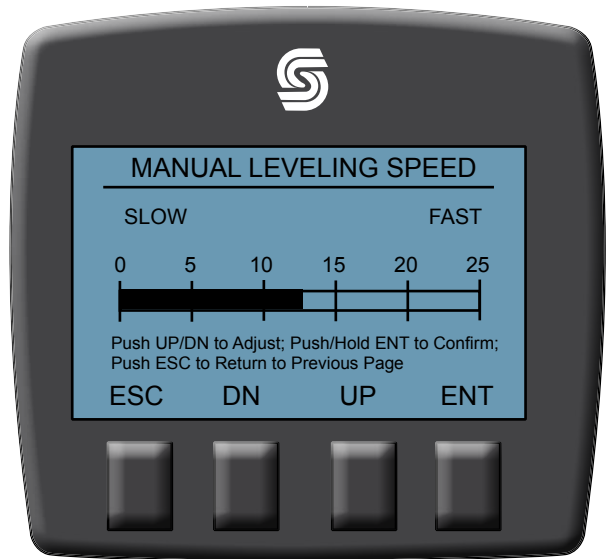 MANUAL LEVELING SPEED
SLOW FAST
0 5 10 15 20 25
Push UP/DN to Adjust; Push/Hold ENT to Confirm;
Push ESC to Return to Previous Page
ESC DN UP ENT